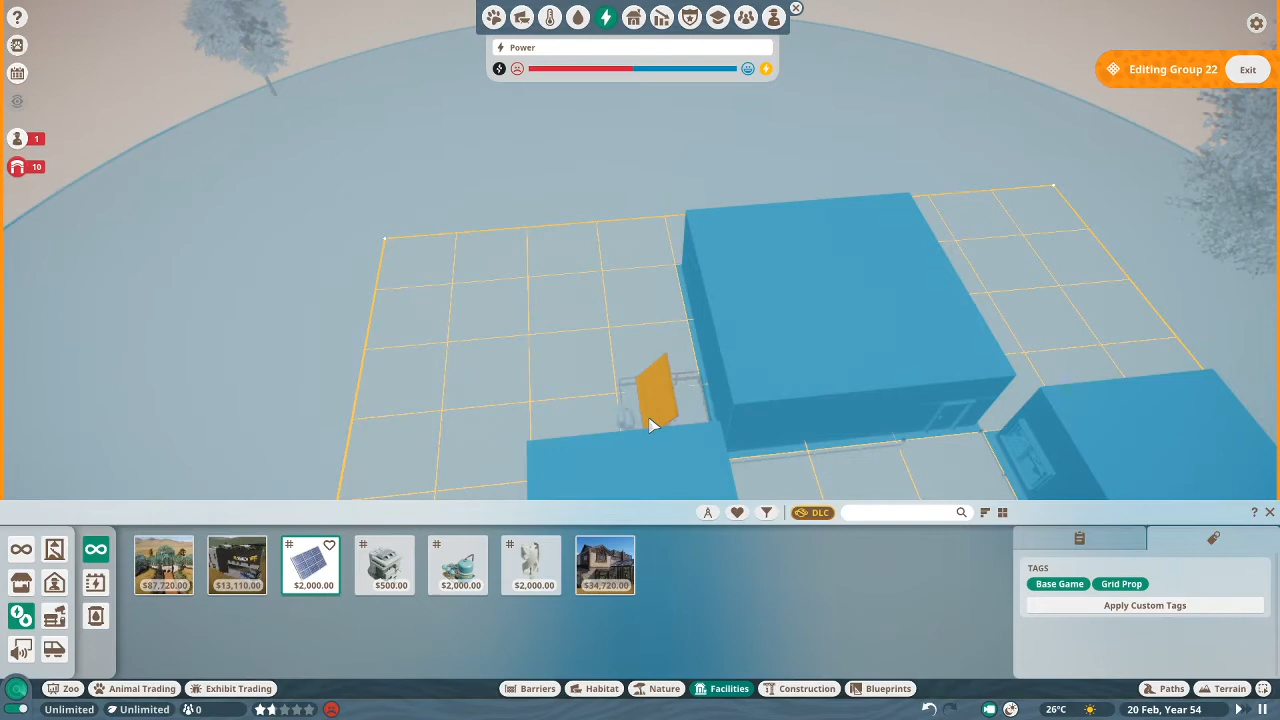 Power
Editing Group 22
Exit
1
10
DLC
$87,720.00
$13,110.00
$2,000.00
$500.00
$2,000.00
$2,000.00
$34,720.00
TAGS
Base Game
Grid Prop
Apply Custom Tags
Zoo
Animal Trading
Exhibit Trading
Barriers
Habitat
Nature
Facilities
Construction
Blueprints
Paths
Terrain
Unlimited
Unlimited
0
26°C
20 Feb, Year 54